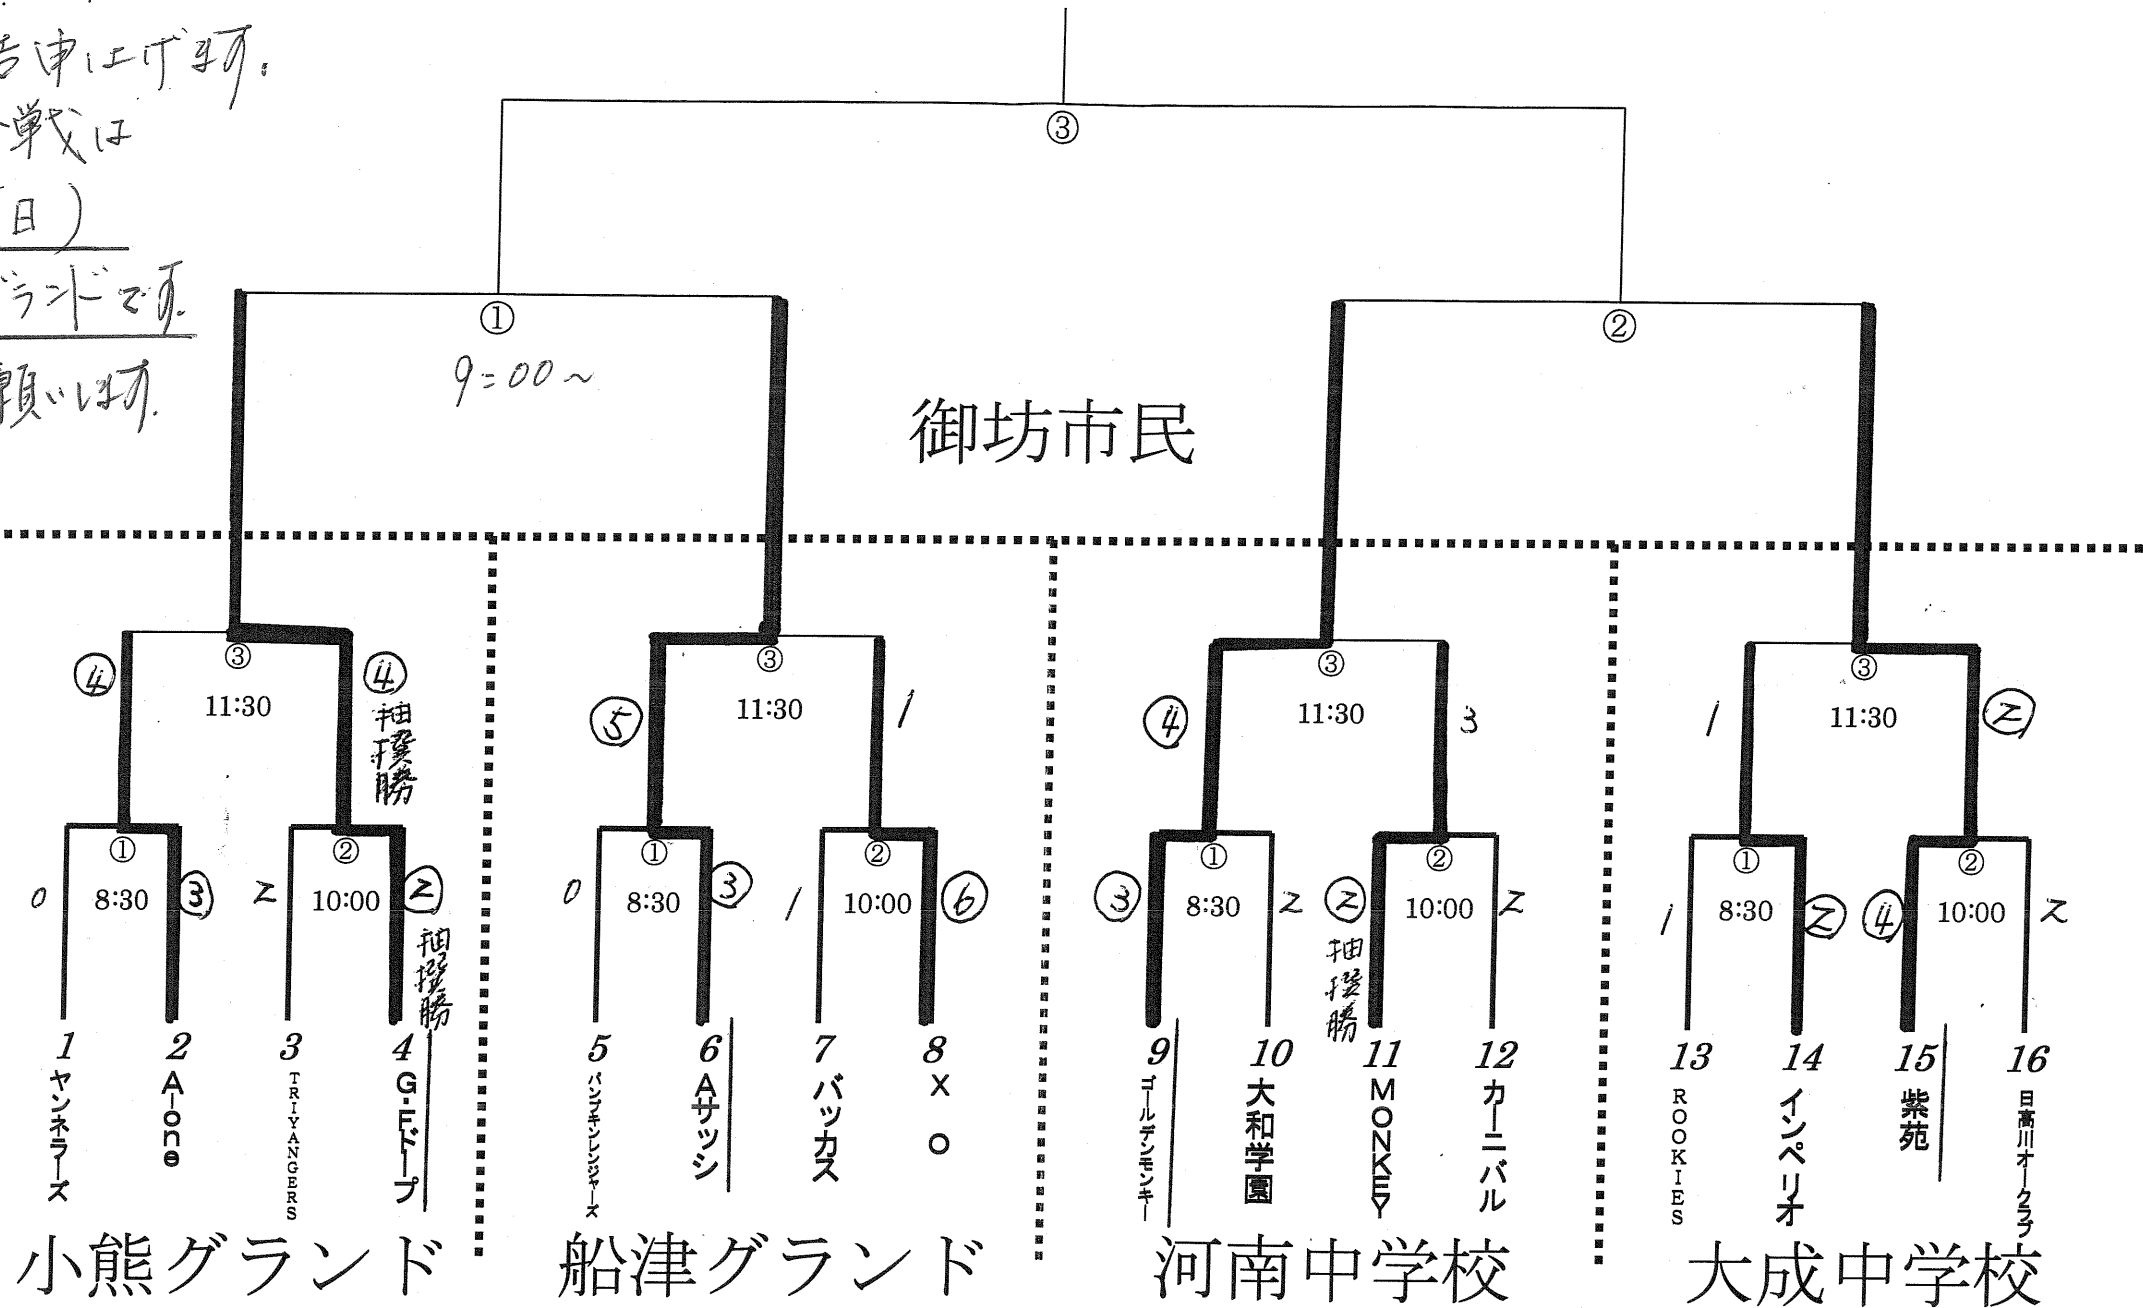 告申上げます。
戦は
日)
グランドです。
願いします。
③
① ②
9:00～
御坊市民
③ ③ ③ ③
④ 11:30 ④ ⑤ 11:30 1 ④ 11:30 3 1 11:30 ②
抽選勝
① ② ① ② ① ② ① ②
0 8:30 ③ 2 10:00 ② 0 8:30 ③ 1 10:00 ⑥ ③ 8:30 2 ② 10:00 2 1 8:30 ② ④ 10:00 2
抽選勝
抽選勝
1 2 3 4 5 6 7 8 9 10 11 12 13 14 15 16
ヤンネラーズ
A-one
TRIYANGERS
G・Eドープ
パンプキンレンジャーズ
Aサッシ
バッカス
X O
ゴールデンモンキー
大和学園
MONKEY
カーニバル
ROOKIES
インペリオ
紫苑
日高川オークラブ
小熊グランド 船津グランド 河南中学校 大成中学校